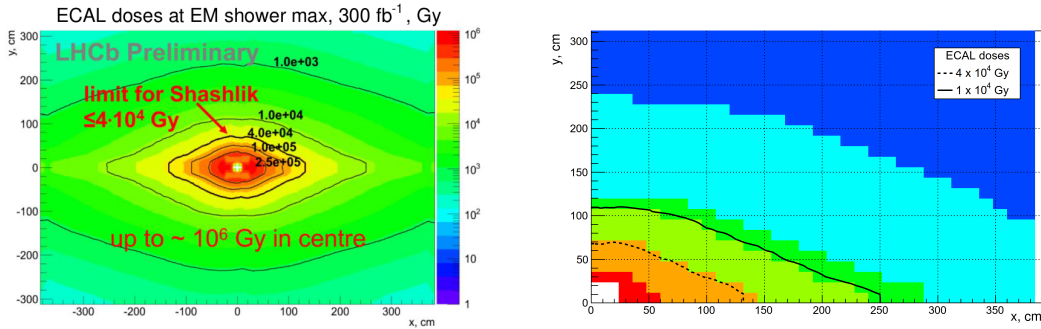 ECAL doses at EM shower max, 300 fb⁻¹, Gy
y, cm
300
200
100
0
-100
-200
-300
LHCb Preliminary
1.0e+03
limit for Shashlik
≤4·10⁴ Gy
1.0e+04
4.0e+04
1.0e+05
2.5e+05
up to ~ 10⁶ Gy in centre
-300 -200 -100 0 100 200 300
x, cm
10⁶
10⁵
10⁴
10³
10²
10
1
y, cm
300
250
200
150
100
50
0
ECAL doses
4 x 10⁴ Gy
1 x 10⁴ Gy
0 50 100 150 200 250 300 350
x, cm